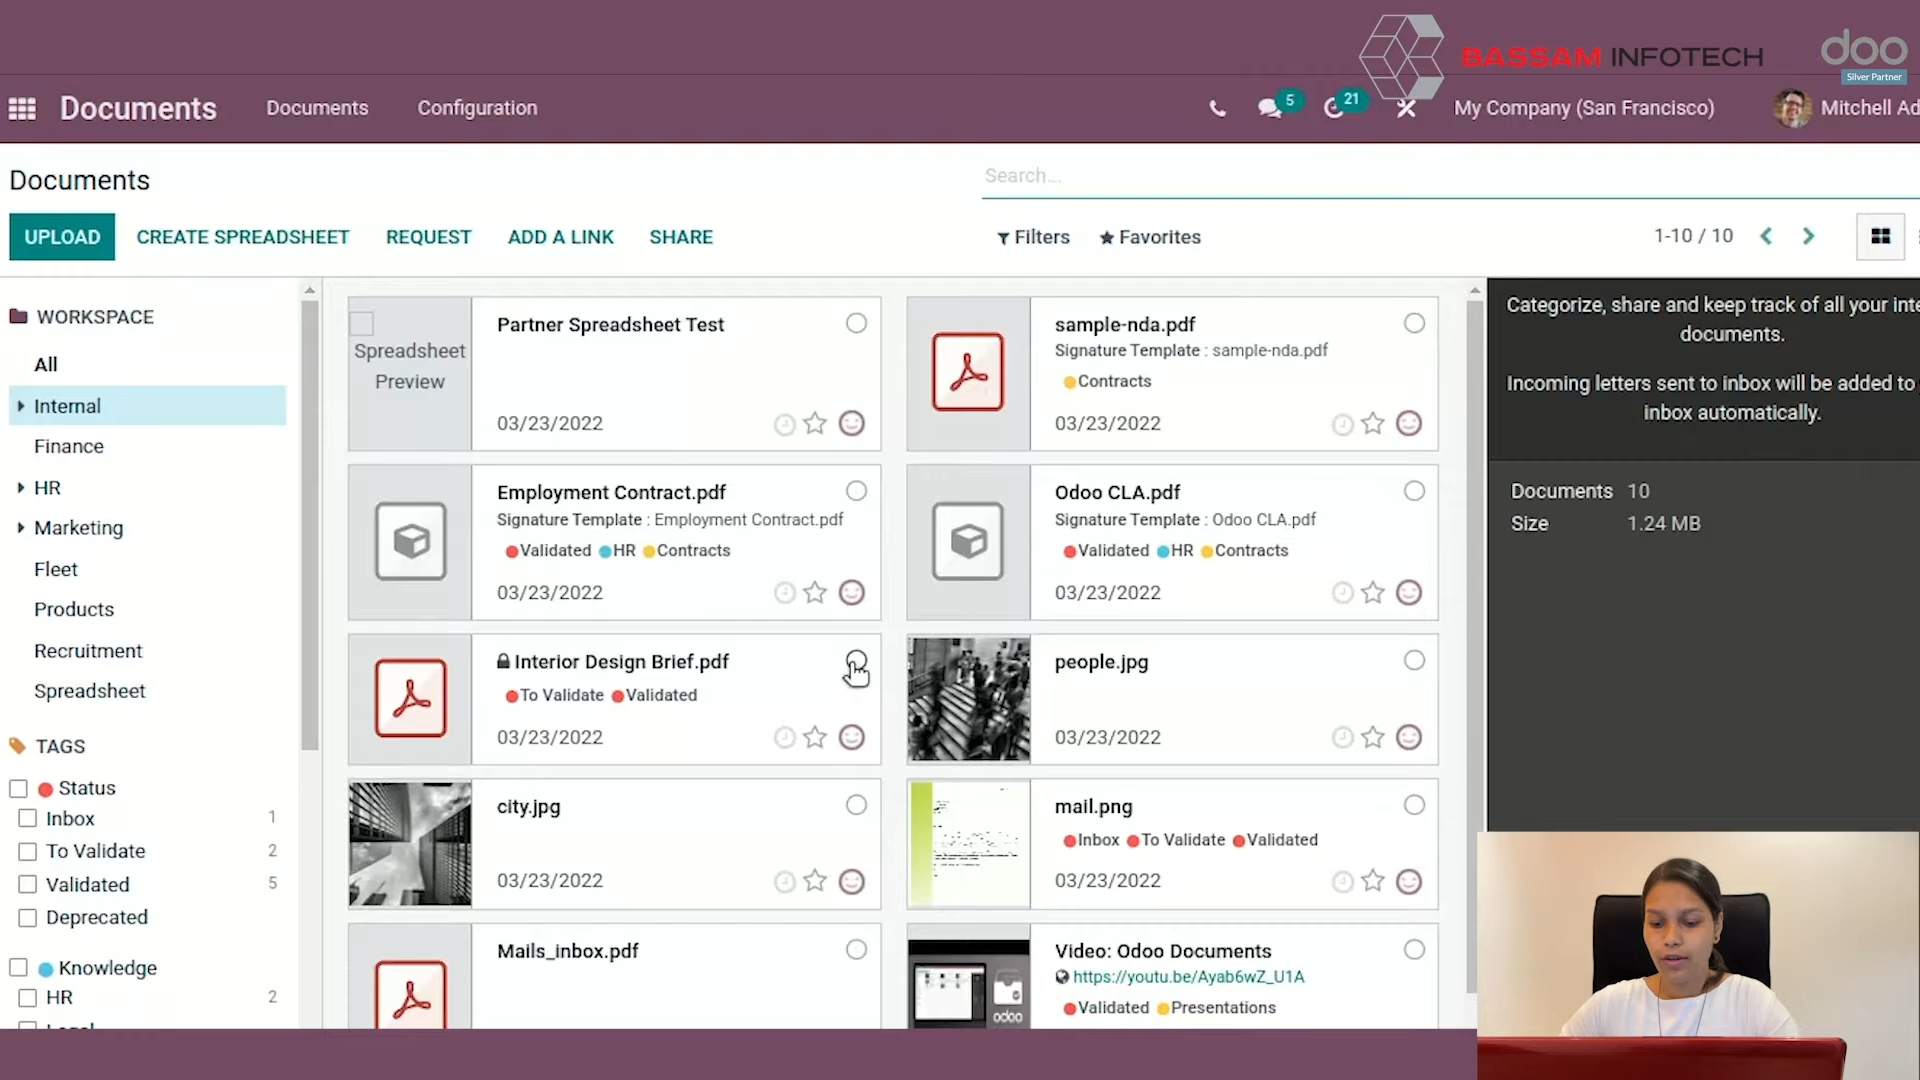 BASSAM INFOTECH
doo
Silver Partner
Documents
Documents
Configuration
5
21
My Company (San Francisco)
Mitchell Ad
Documents
Search...
UPLOAD
CREATE SPREADSHEET
REQUEST
ADD A LINK
SHARE
Filters
Favorites
1-10 / 10
WORKSPACE
All
Internal
Finance
HR
Marketing
Fleet
Products
Recruitment
Spreadsheet
TAGS
Status
Inbox 1
To Validate 2
Validated 5
Deprecated
Knowledge
HR 2
Spreadsheet
Preview
Partner Spreadsheet Test
03/23/2022
sample-nda.pdf
Signature Template : sample-nda.pdf
Contracts
03/23/2022
Employment Contract.pdf
Signature Template : Employment Contract.pdf
Validated HR Contracts
03/23/2022
Odoo CLA.pdf
Signature Template : Odoo CLA.pdf
Validated HR Contracts
03/23/2022
Interior Design Brief.pdf
To Validate Validated
03/23/2022
people.jpg
03/23/2022
city.jpg
03/23/2022
mail.png
Inbox To Validate Validated
03/23/2022
Mails_inbox.pdf
odoo
Video: Odoo Documents
https://youtu.be/Ayab6wZ_U1A
Validated Presentations
Categorize, share and keep track of all your inte
documents.
Incoming letters sent to inbox will be added to
inbox automatically.
Documents 10
Size 1.24 MB